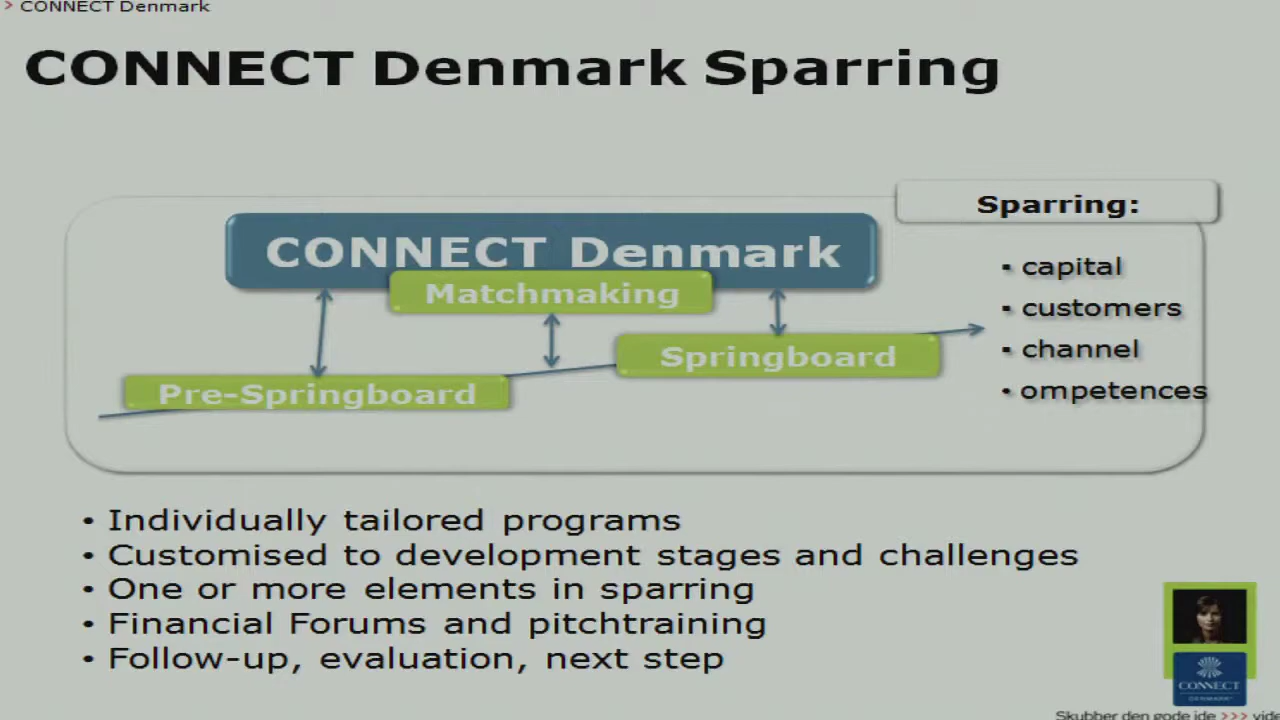 > CONNECT Denmark
CONNECT Denmark Sparring
Sparring:
CONNECT Denmark
Matchmaking
Springboard
Pre-Springboard
• capital
• customers
• channel
• ompetences
• Individually tailored programs
• Customised to development stages and challenges
• One or more elements in sparring
• Financial Forums and pitchtraining
• Follow-up, evaluation, next step
CONNECT
DENMARK
Skubber den gode ide >>> vide